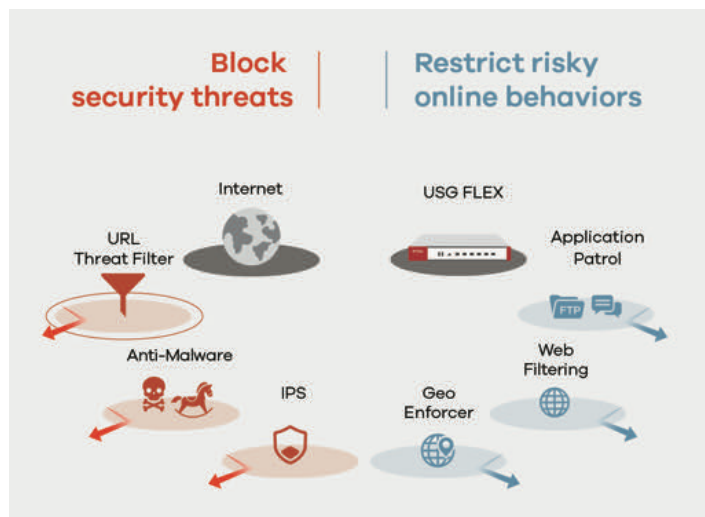 Block
security threats
Restrict risky
online behaviors
Internet
USG FLEX
URL
Threat Filter
Application
Patrol
FTP
Anti-Malware
Web
Filtering
IPS
Geo
Enforcer